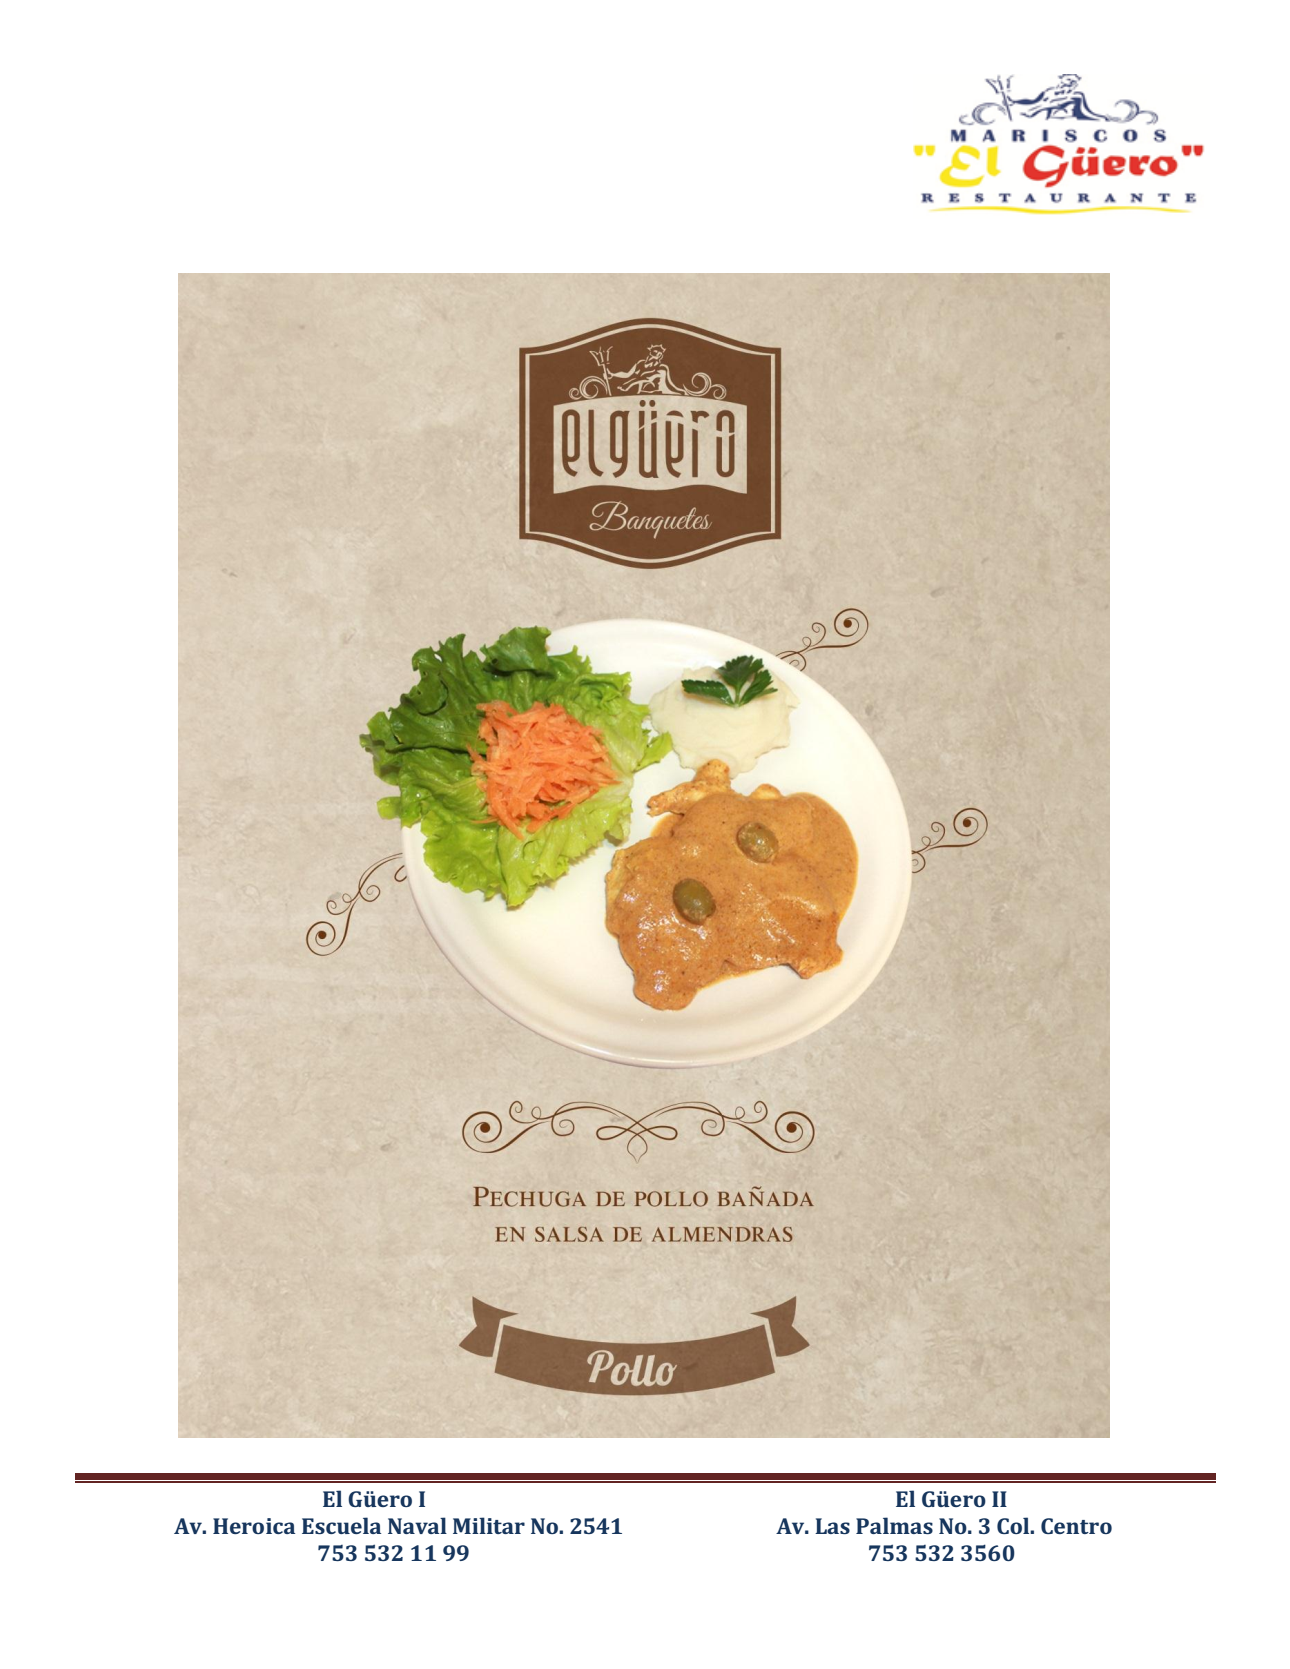 MARISCOS
"El Güero"
RESTAURANTE
elgüero
Banquetes
PECHUGA DE POLLO BAÑADA
EN SALSA DE ALMENDRAS
Pollo
El Güero I
Av. Heroica Escuela Naval Militar No. 2541
753 532 11 99
El Güero II
Av. Las Palmas No. 3 Col. Centro
753 532 3560